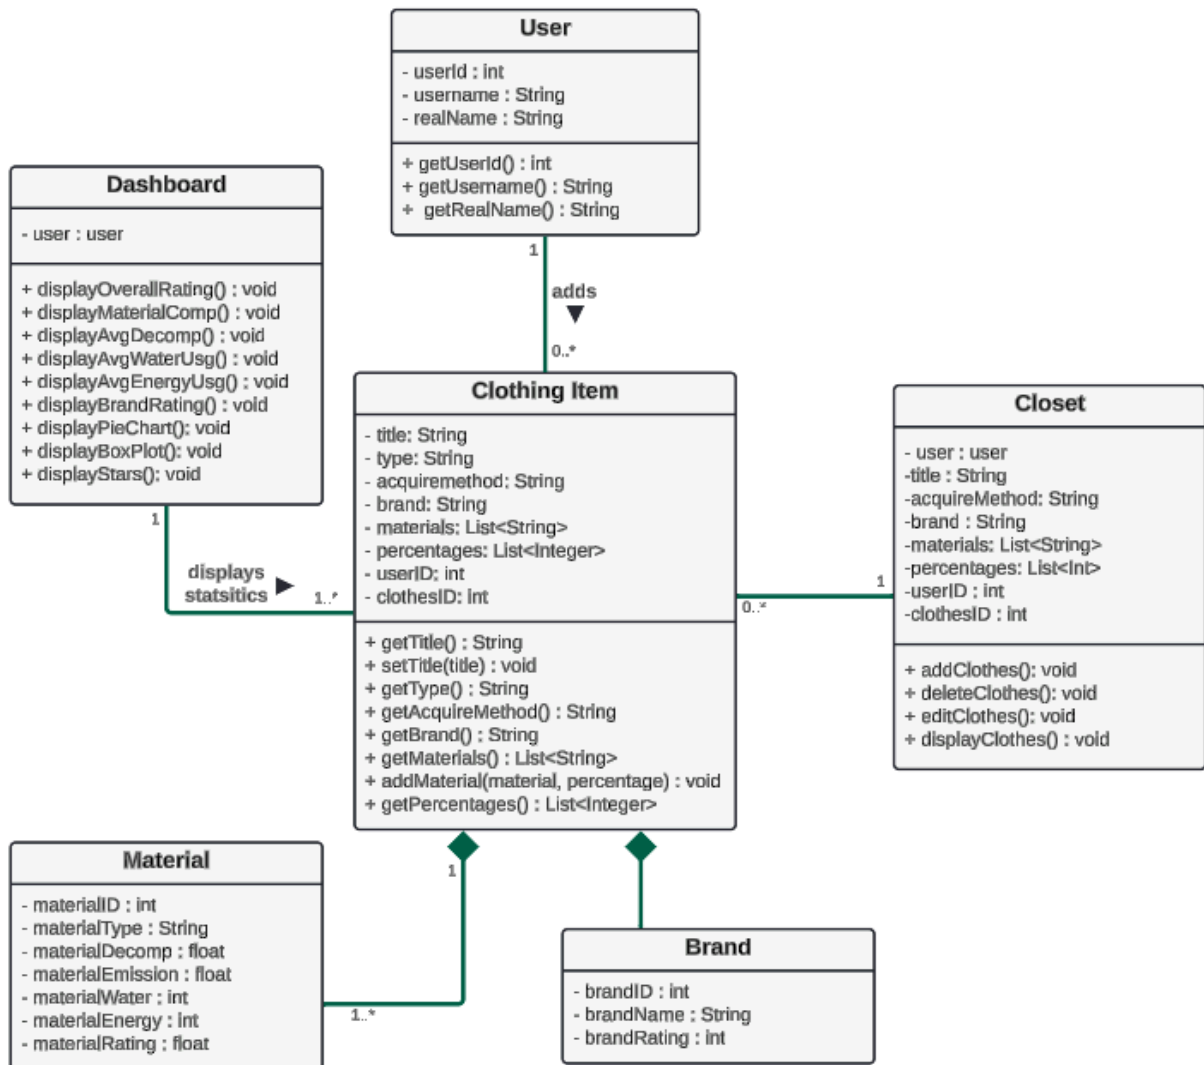 User
- userId : int
- username : String
- realName : String
+ getUserId() : int
+ getUsername() : String
+ getRealName() : String
1
adds
0..*
Dashboard
- user : user
+ displayOverallRating() : void
+ displayMaterialComp() : void
+ displayAvgDecomp() : void
+ displayAvgWaterUsg() : void
+ displayAvgEnergyUsg() : void
+ displayBrandRating() : void
+ displayPieChart(): void
+ displayBoxPlot(): void
+ displayStars(): void
1
displays
statsitics
1..*
Clothing Item
- title: String
- type: String
- acquiremethod: String
- brand: String
- materials: List<String>
- percentages: List<Integer>
- userID: int
- clothesID: int
+ getTitle() : String
+ setTitle(title) : void
+ getType() : String
+ getAcquireMethod() : String
+ getBrand() : String
+ getMaterials() : List<String>
+ addMaterial(material, percentage) : void
+ getPercentages() : List<Integer>
0..*
1
Closet
- user : user
-title : String
-acquireMethod: String
-brand : String
-materials: List<String>
-percentages: List<Int>
-userID : int
-clothesID : int
+ addClothes(): void
+ deleteClothes(): void
+ editClothes(): void
+ displayClothes() : void
1
1..*
Material
- materialID : int
- materialType : String
- materialDecomp : float
- materialEmission : float
- materialWater : int
- materialEnergy : int
- materialRating : float
Brand
- brandID : int
- brandName : String
- brandRating : int